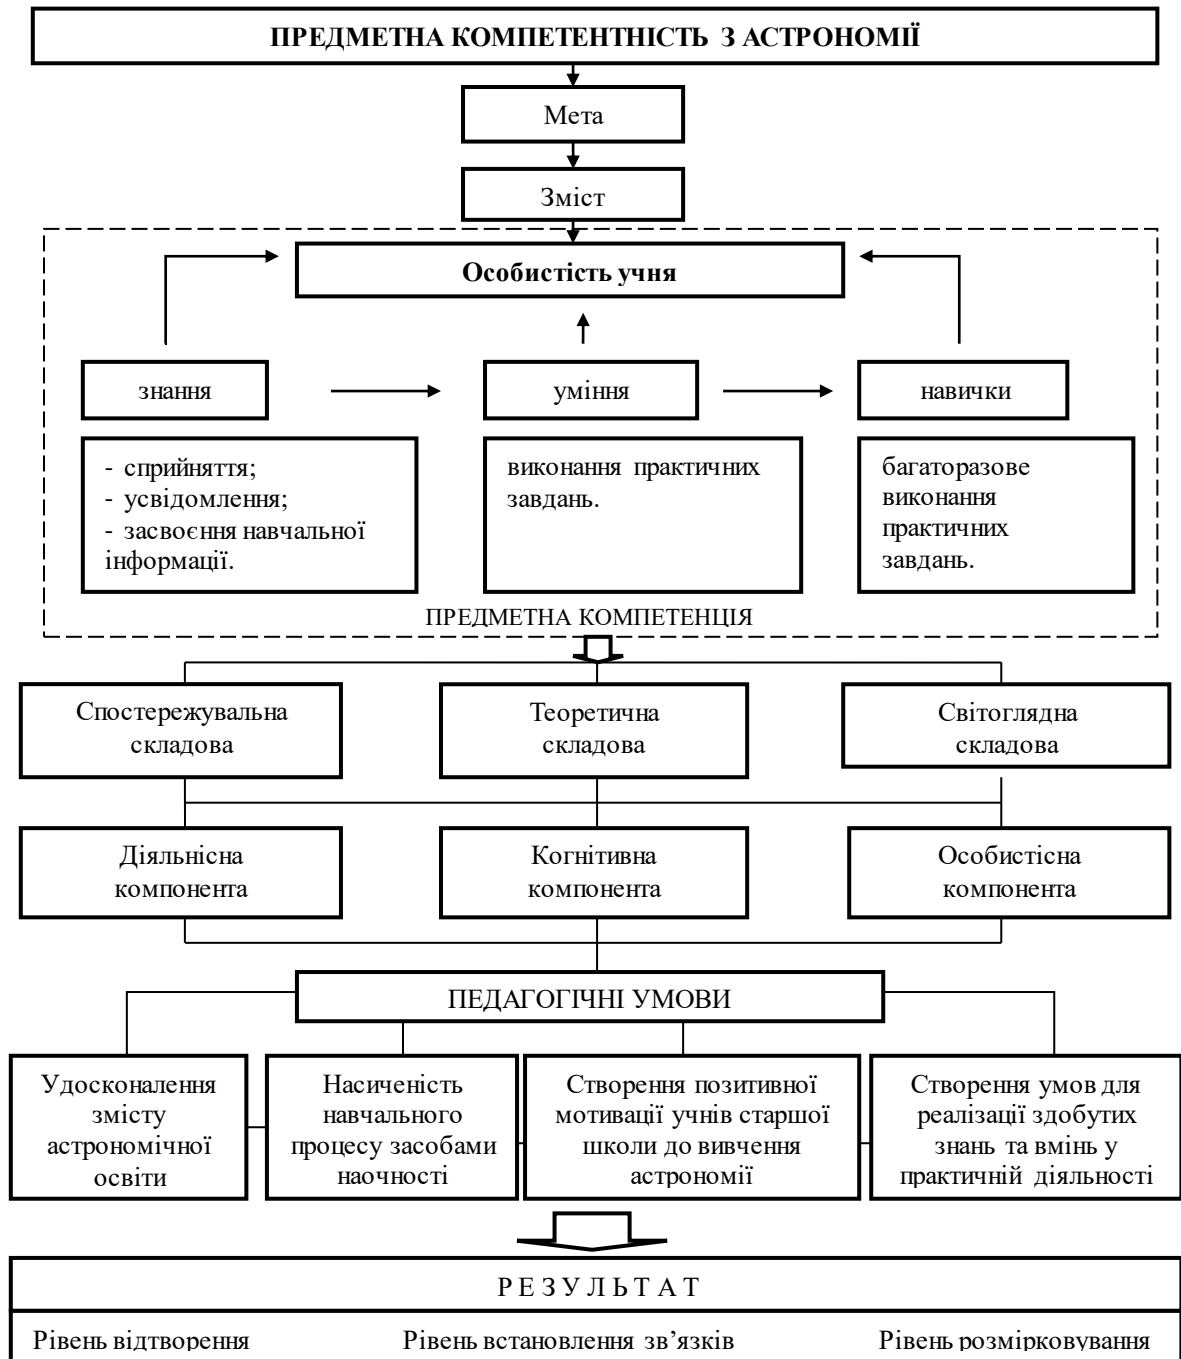 ПРЕДМЕТНА КОМПЕТЕНТНІСТЬ З АСТРОНОМІЇ
Мета
Зміст
Особистість учня
знання
уміння
навички
- сприйняття;
- усвідомлення;
- засвоєння навчальної
інформації.
виконання практичних
завдань.
багаторазове
виконання
практичних
завдань.
ПРЕДМЕТНА КОМПЕТЕНЦІЯ
Спостережувальна
складова
Теоретична
складова
Світоглядна
складова
Діяльнісна
компонента
Когнітивна
компонента
Особистісна
компонента
ПЕДАГОГІЧНІ УМОВИ
Удосконалення
змісту
астрономічної
освіти
Насиченість
навчального
процесу засобами
наочності
Створення позитивної
мотивації учнів старшої
школи до вивчення
астрономії
Створення умов для
реалізації здобутих
знань та вмінь у
практичній діяльності
Р Е З У Л Ь Т А Т
Рівень відтворення
Рівень встановлення зв’язків
Рівень розмірковування